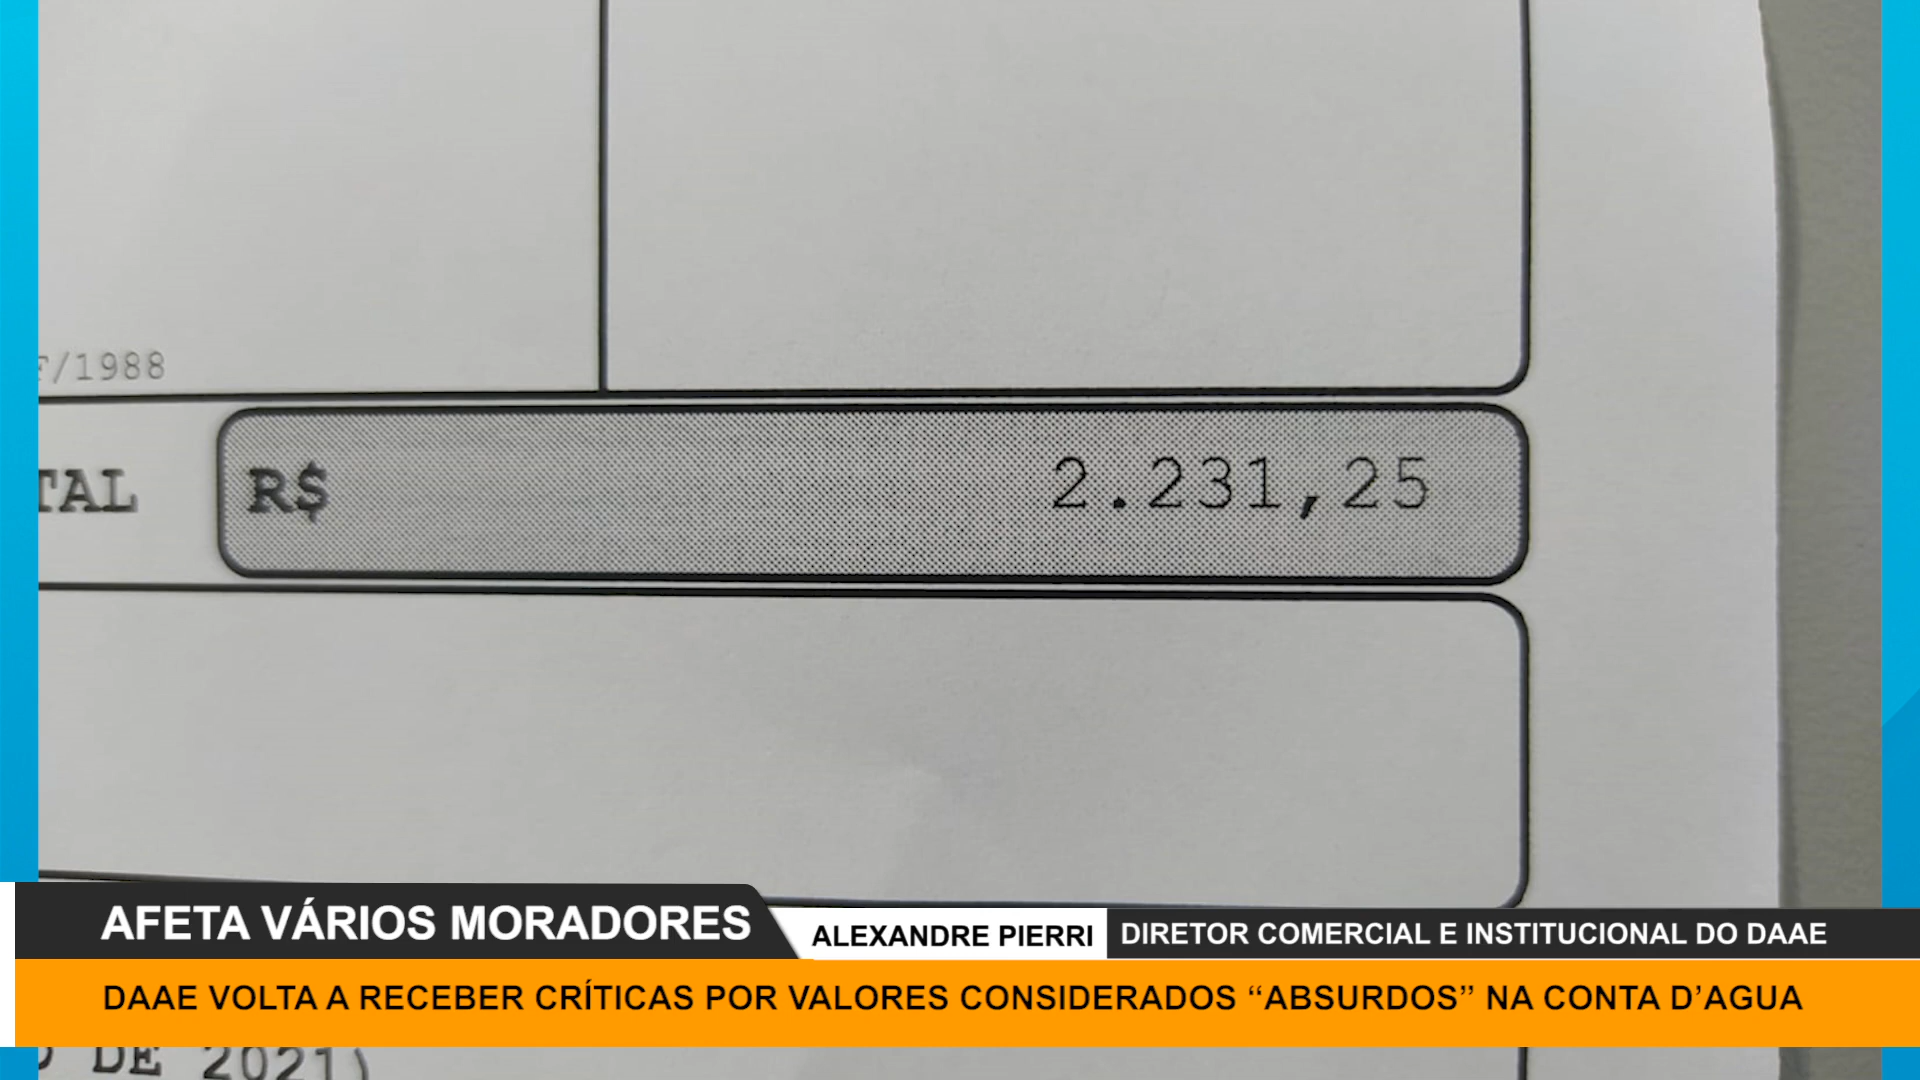 F/1988
TAL R$ 2.231,25
AFETA VÁRIOS MORADORES
ALEXANDRE PIERRI DIRETOR COMERCIAL E INSTITUCIONAL DO DAAE
DAAE VOLTA A RECEBER CRÍTICAS POR VALORES CONSIDERADOS “ABSURDOS” NA CONTA D’AGUA
DE 2021)